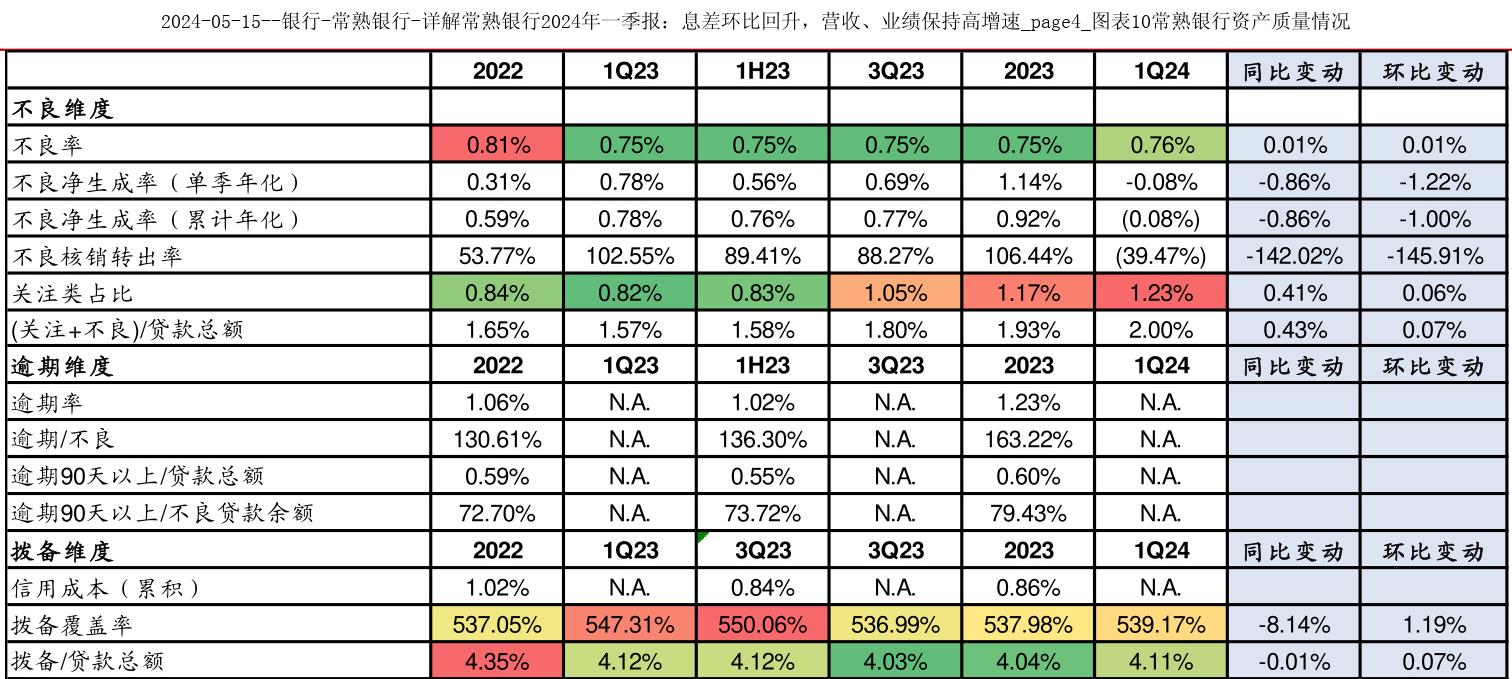 2024-05-15--银行-常熟银行-详解常熟银行2024年一季报：息差环比回升，营收、业绩保持高增速_page4_图表10常熟银行资产质量情况
2022 1Q23 1H23 3Q23 2023 1Q24 同比变动 环比变动
不良维度
不良率 0.81% 0.75% 0.75% 0.75% 0.75% 0.76% 0.01% 0.01%
不良净生成率（单季年化） 0.31% 0.78% 0.56% 0.69% 1.14% -0.08% -0.86% -1.22%
不良净生成率（累计年化） 0.59% 0.78% 0.76% 0.77% 0.92% (0.08%) -0.86% -1.00%
不良核销转出率 53.77% 102.55% 89.41% 88.27% 106.44% (39.47%) -142.02% -145.91%
关注类占比 0.84% 0.82% 0.83% 1.05% 1.17% 1.23% 0.41% 0.06%
(关注+不良)/贷款总额 1.65% 1.57% 1.58% 1.80% 1.93% 2.00% 0.43% 0.07%
逾期维度 2022 1Q23 1H23 3Q23 2023 1Q24 同比变动 环比变动
逾期率 1.06% N.A. 1.02% N.A. 1.23% N.A.
逾期/不良 130.61% N.A. 136.30% N.A. 163.22% N.A.
逾期90天以上/贷款总额 0.59% N.A. 0.55% N.A. 0.60% N.A.
逾期90天以上/不良贷款余额 72.70% N.A. 73.72% N.A. 79.43% N.A.
拨备维度 2022 1Q23 3Q23 3Q23 2023 1Q24 同比变动 环比变动
信用成本（累积） 1.02% N.A. 0.84% N.A. 0.86% N.A.
拨备覆盖率 537.05% 547.31% 550.06% 536.99% 537.98% 539.17% -8.14% 1.19%
拨备/贷款总额 4.35% 4.12% 4.12% 4.03% 4.04% 4.11% -0.01% 0.07%